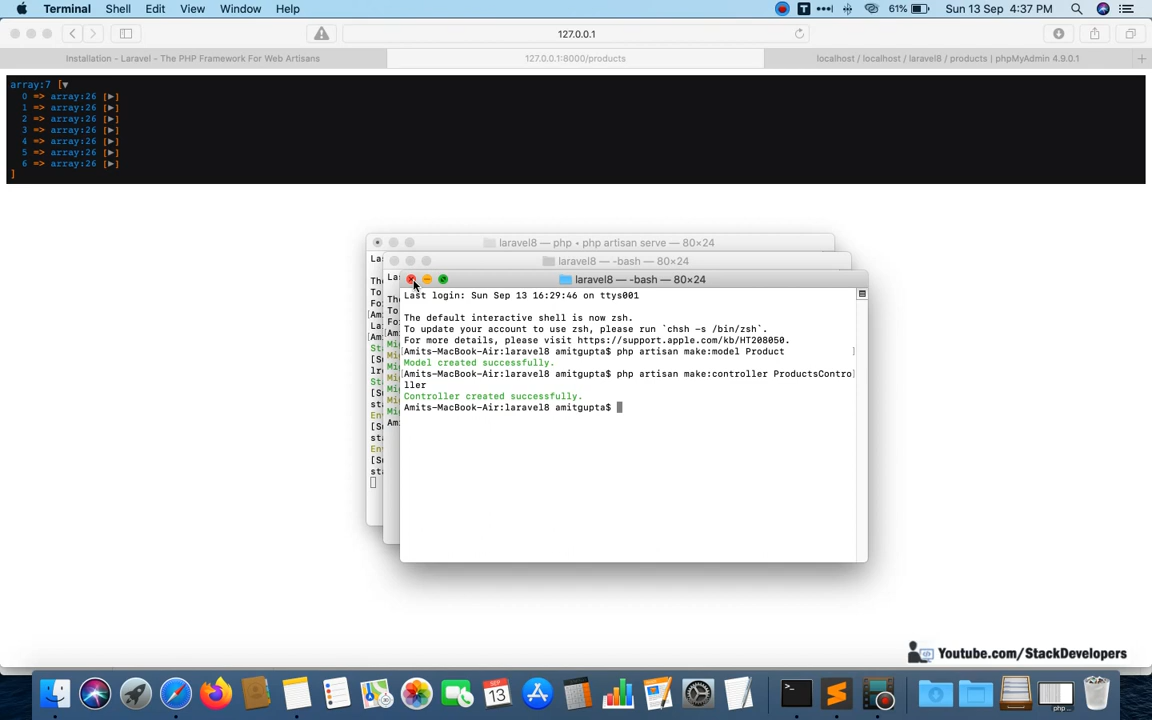 Terminal Shell Edit View Window Help 61% Sun 13 Sep 4:37 PM
127.0.0.1
Installation - Laravel - The PHP Framework For Web Artisans
127.0.0.1:8000/products
localhost / localhost / laravel8 / products | phpMyAdmin 4.9.0.1
array:7 [▼
0 => array:26 [▶]
1 => array:26 [▶]
2 => array:26 [▶]
3 => array:26 [▶]
4 => array:26 [▶]
5 => array:26 [▶]
6 => array:26 [▶]
]
laravel8 — php • php artisan serve — 80×24
laravel8 — -bash — 80×24
laravel8 — -bash — 80×24
Last login: Sun Sep 13 16:29:46 on ttys001
The default interactive shell is now zsh.
To update your account to use zsh, please run `chsh -s /bin/zsh`.
For more details, please visit https://support.apple.com/kb/HT208050.
[Amits-MacBook-Air:laravel8 amitgupta$ php artisan make:model Product ]
Model created successfully.
[Amits-MacBook-Air:laravel8 amitgupta$ php artisan make:controller ProductsContro]
ller
Controller created successfully.
Amits-MacBook-Air:laravel8 amitgupta$
Youtube.com/StackDevelopers
SEP
13
php